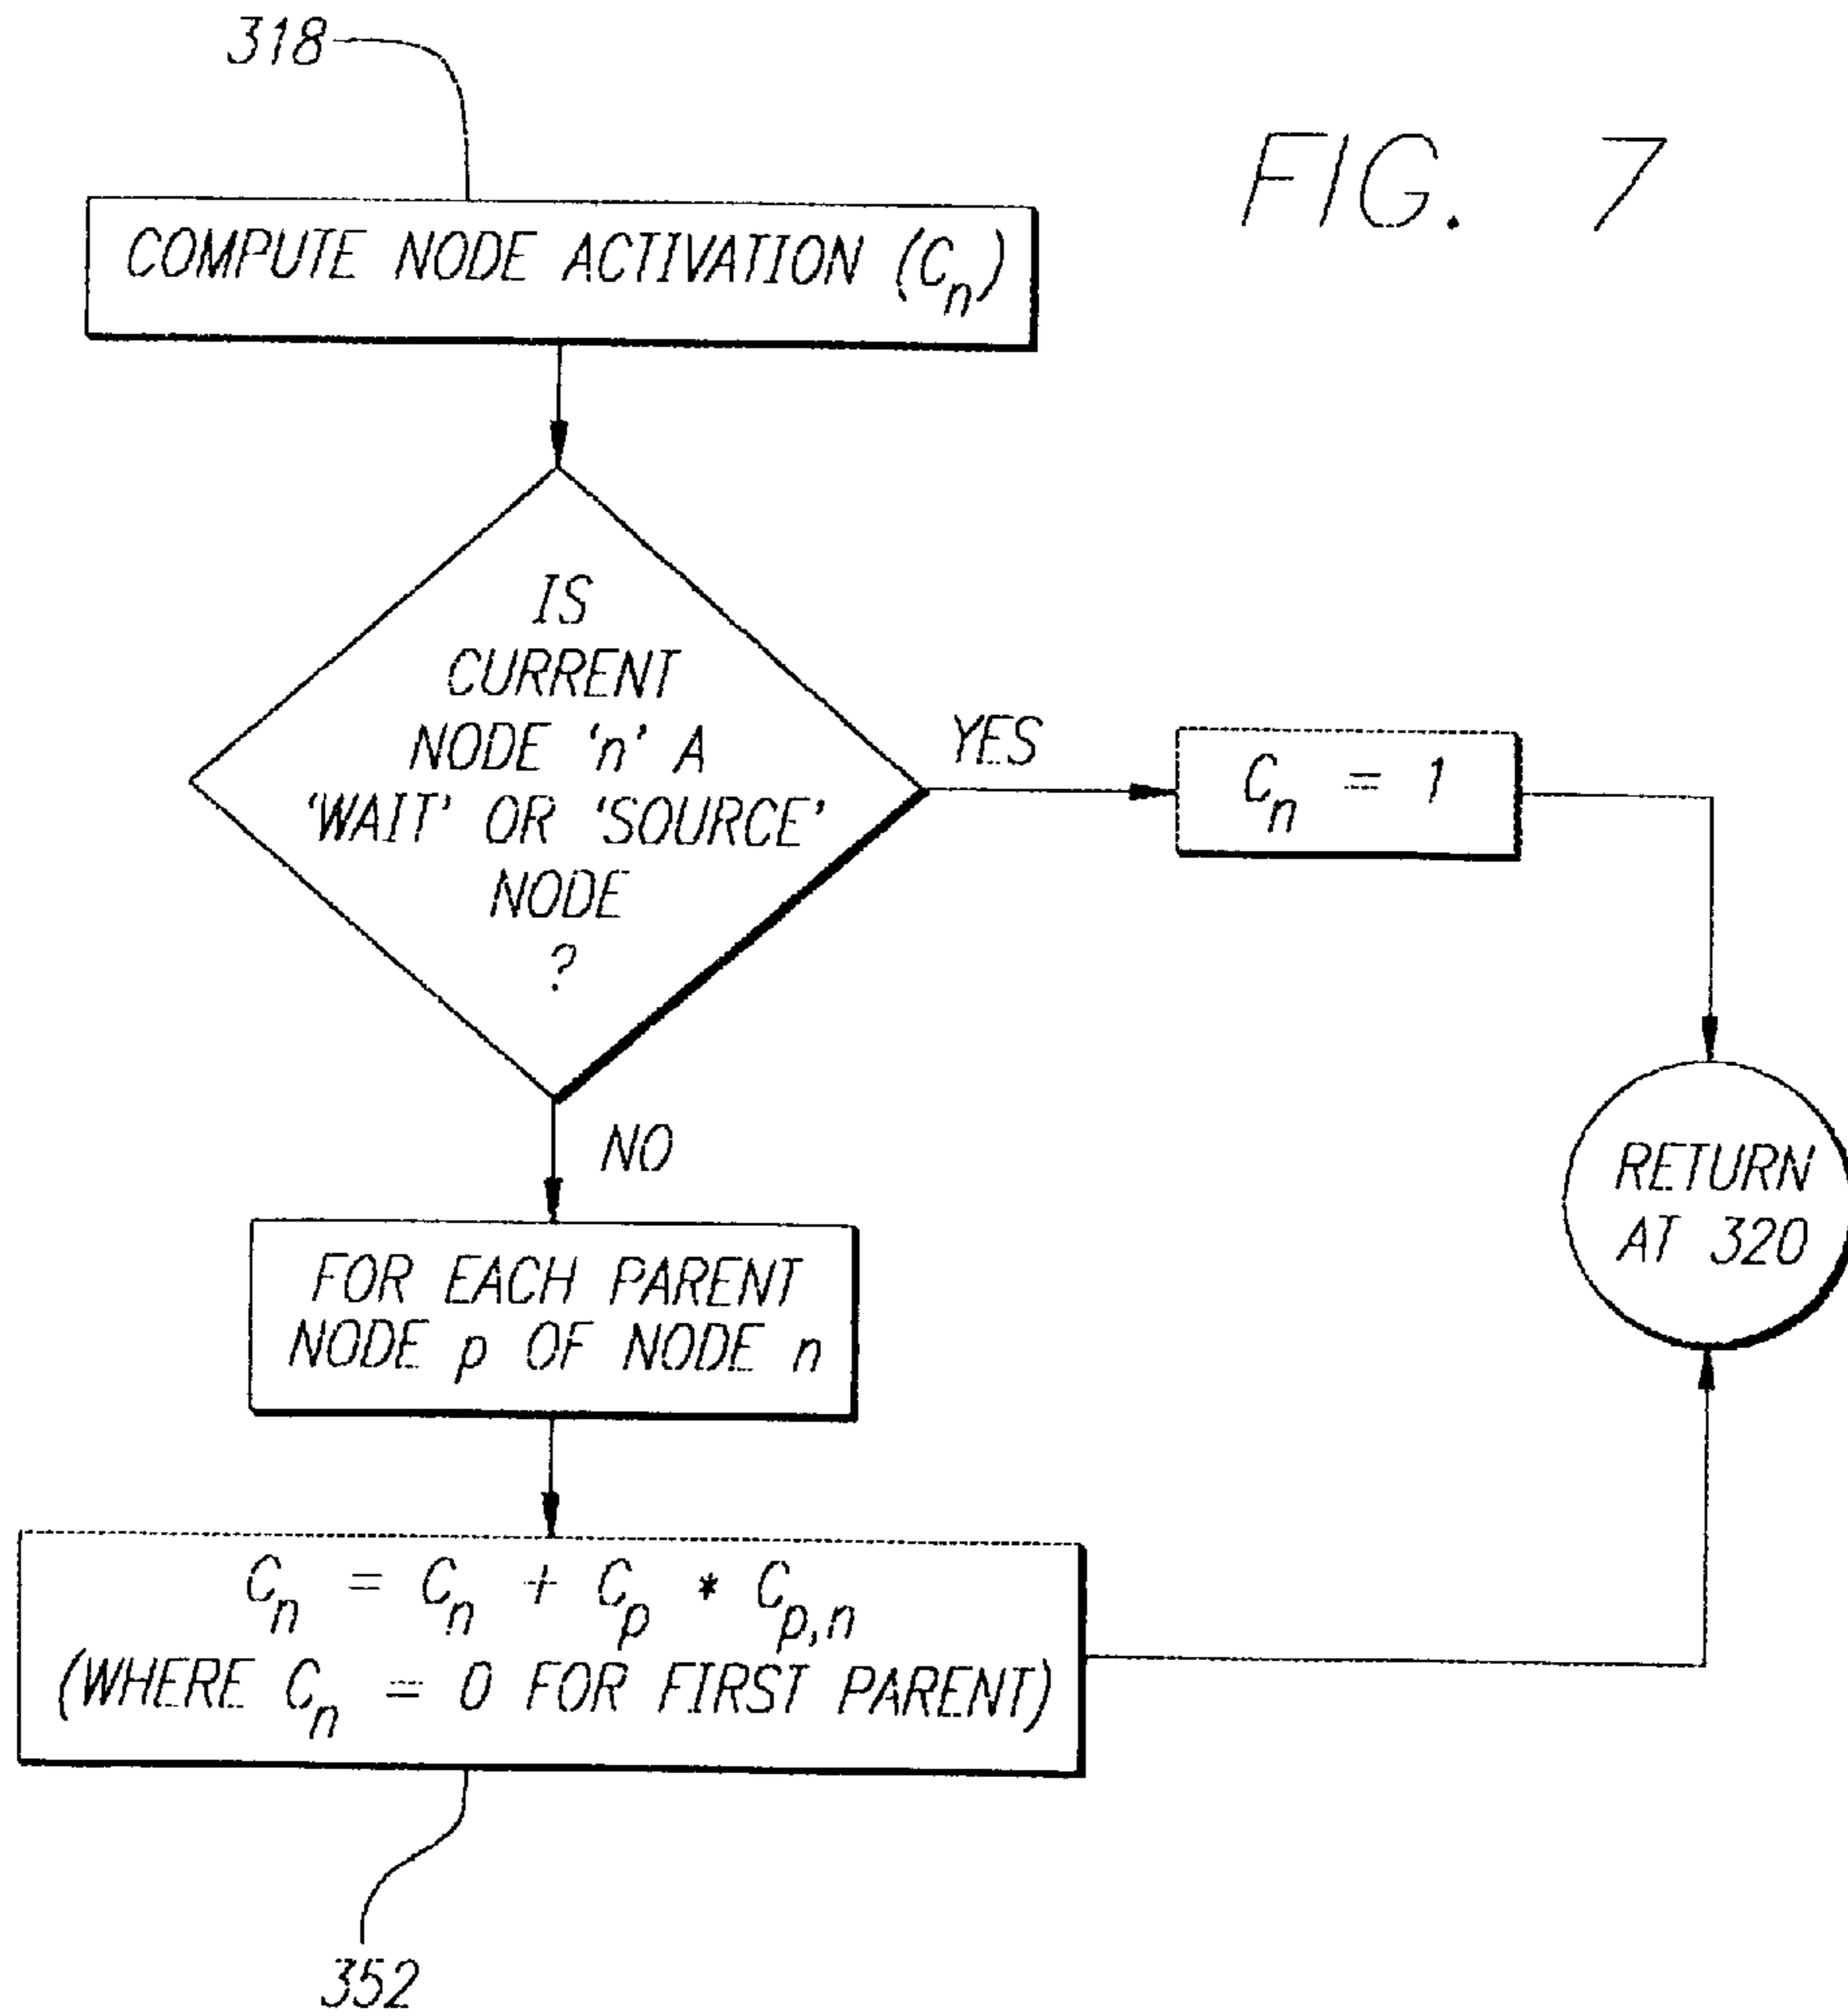 318
FIG. 7
COMPUTE NODE ACTIVATION (Cn)
IS
CURRENT
NODE 'n' A
'WAIT' OR 'SOURCE'
NODE
?
YES
Cn = 1
NO
RETURN
AT 320
FOR EACH PARENT
NODE p OF NODE n
Cn = Cn + Cp * Cp,n
(WHERE Cn = 0 FOR FIRST PARENT)
352